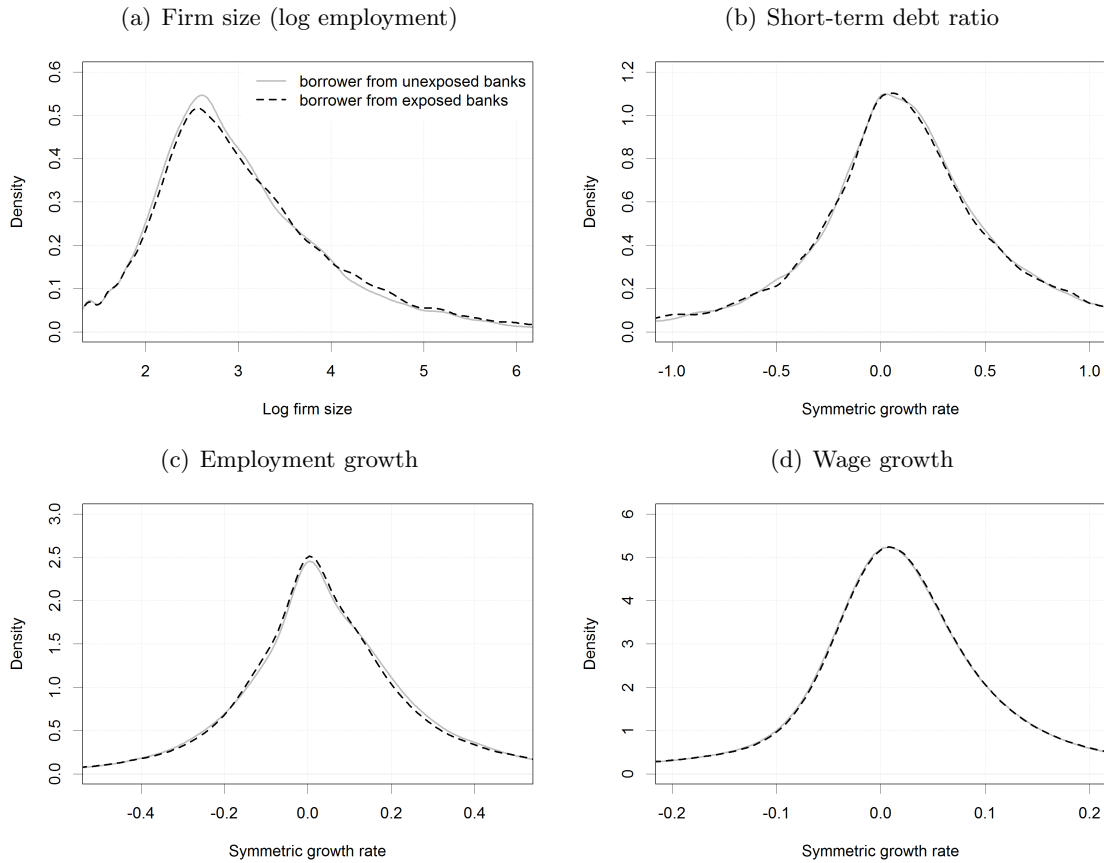 (a) Firm size (log employment)
0.0 0.1 0.2 0.3 0.4 0.5 0.6
Density
borrower from unexposed banks
borrower from exposed banks
2 3 4 5 6
Log firm size
(b) Short-term debt ratio
0.0 0.2 0.4 0.6 0.8 1.0 1.2
Density
-1.0 -0.5 0.0 0.5 1.0
Symmetric growth rate
(c) Employment growth
0.0 0.5 1.0 1.5 2.0 2.5 3.0
Density
-0.4 -0.2 0.0 0.2 0.4
Symmetric growth rate
(d) Wage growth
0 1 2 3 4 5 6
Density
-0.2 -0.1 0.0 0.1 0.2
Symmetric growth rate